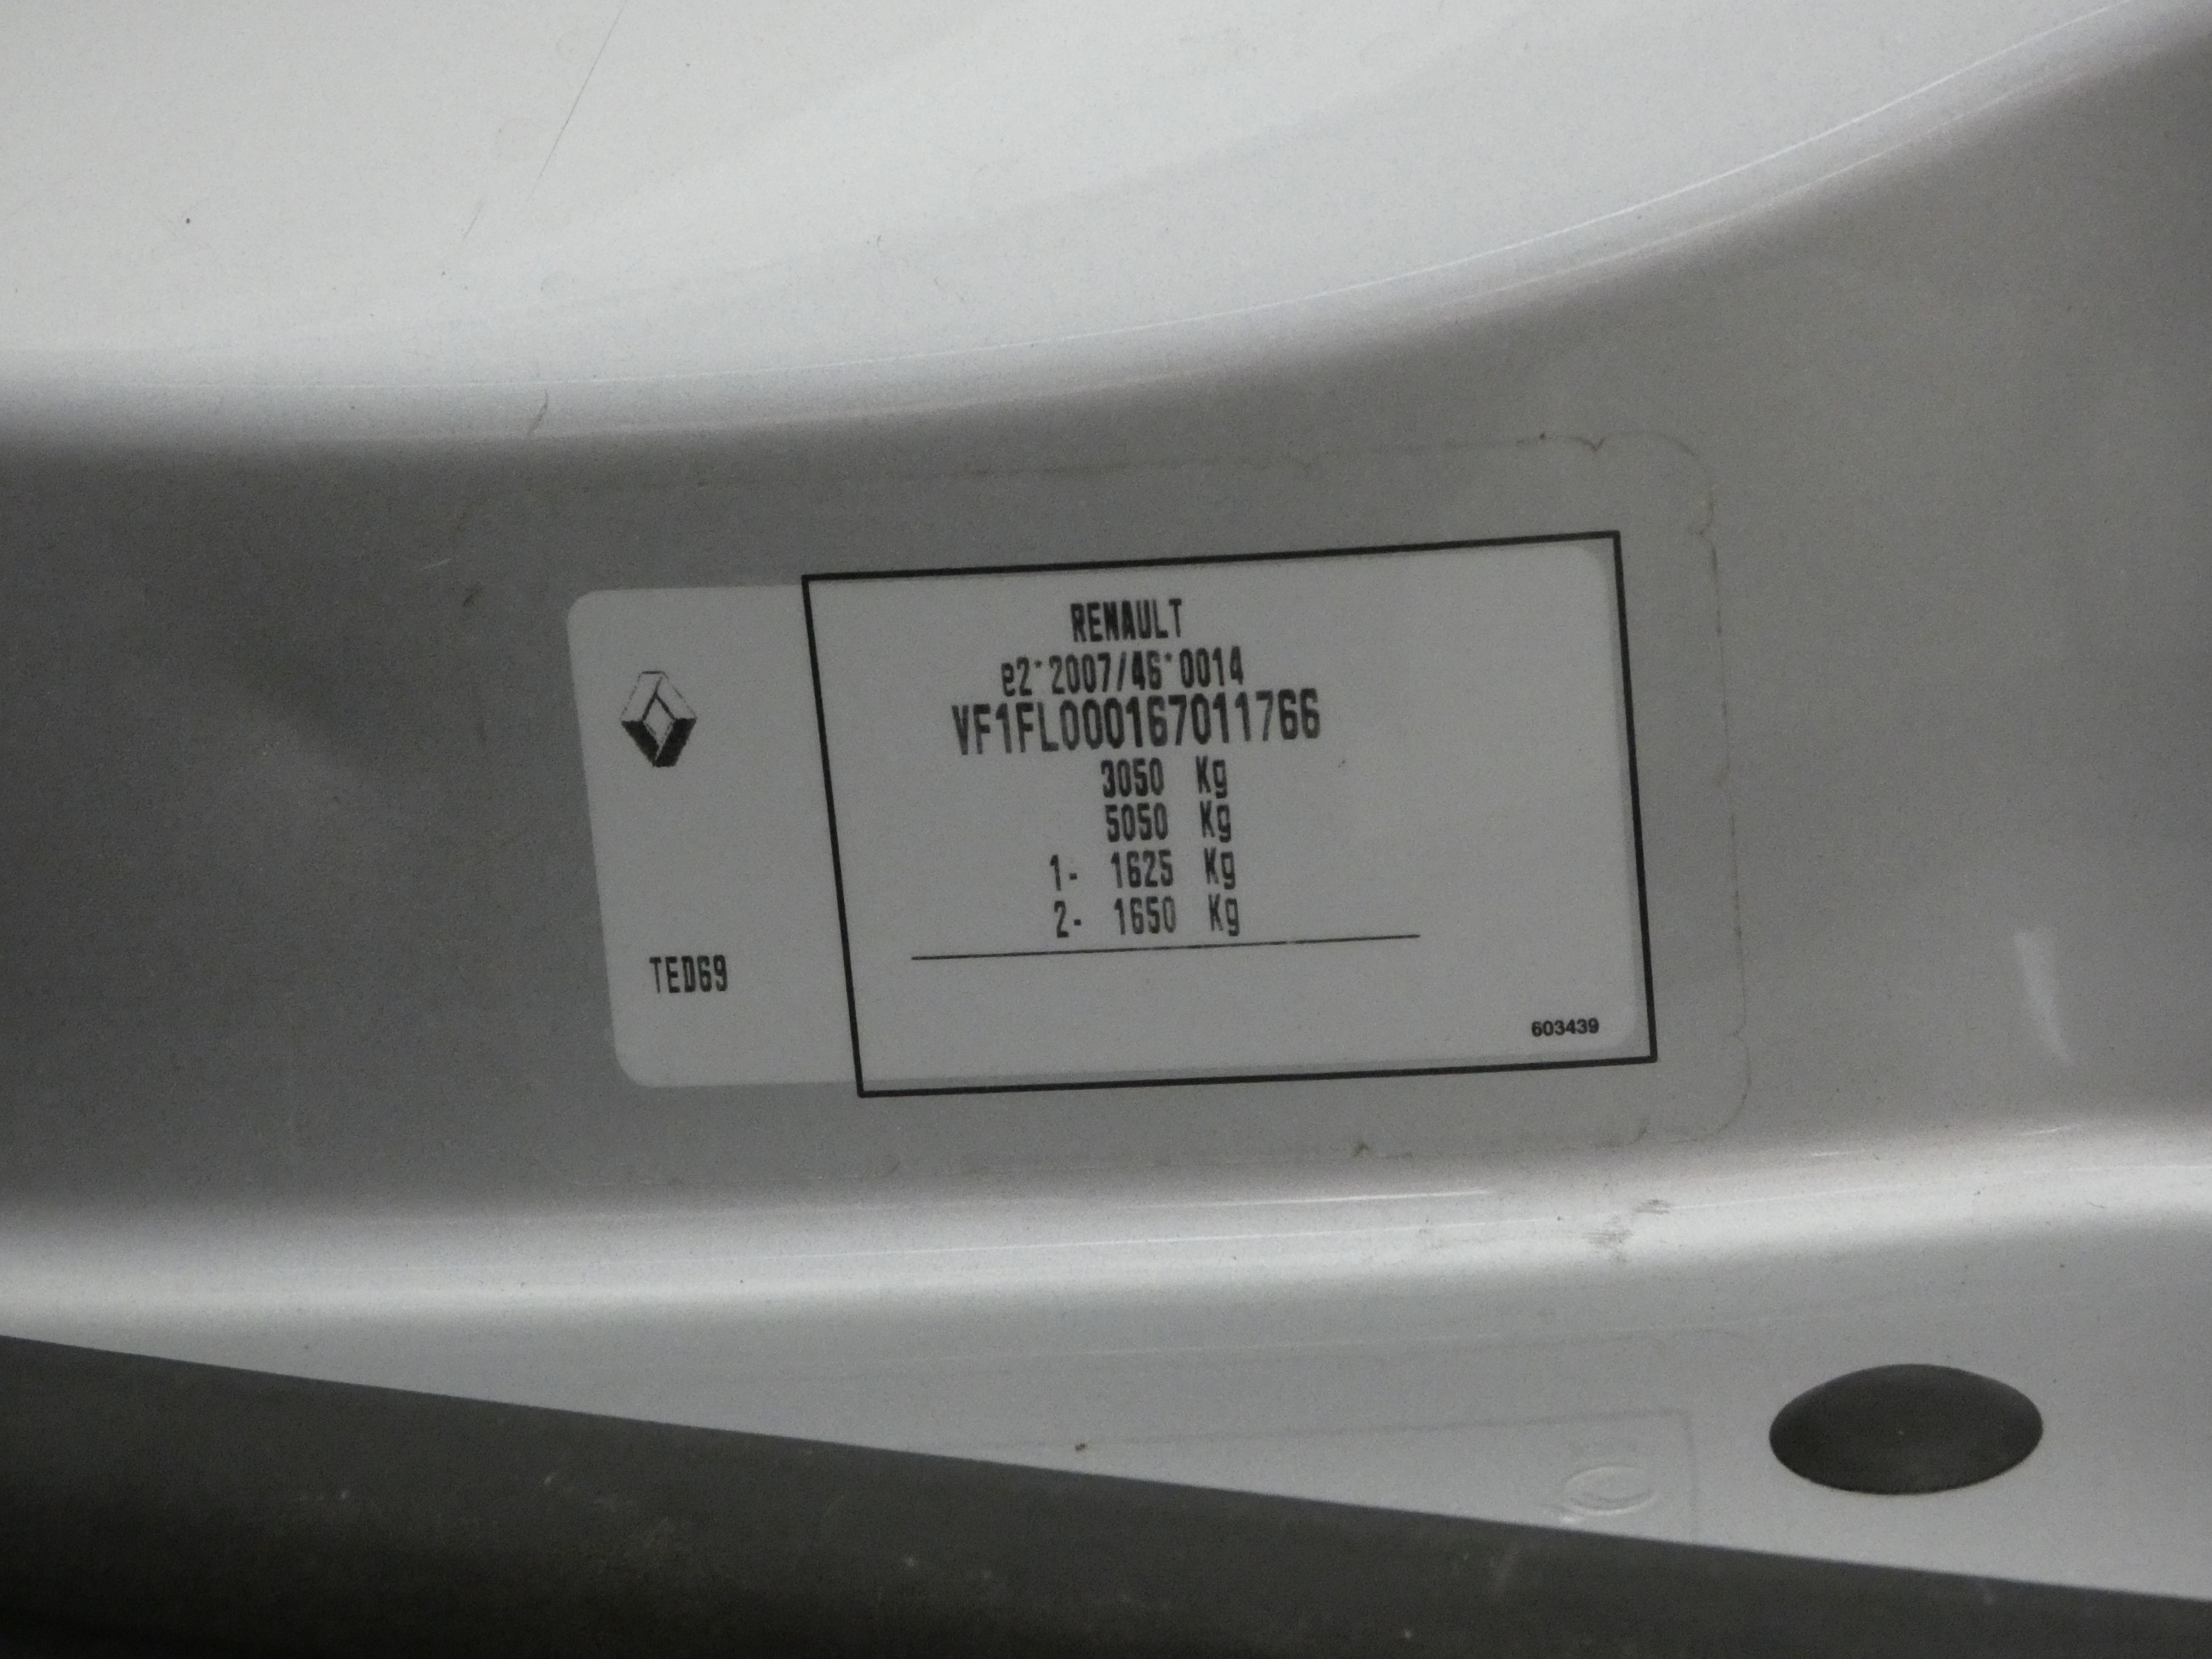 RENAULT
e2*2007/46*0014
VF1FL000167011766
3050 Kg
5050 Kg
1- 1625 Kg
2- 1650 Kg
TED69
603439